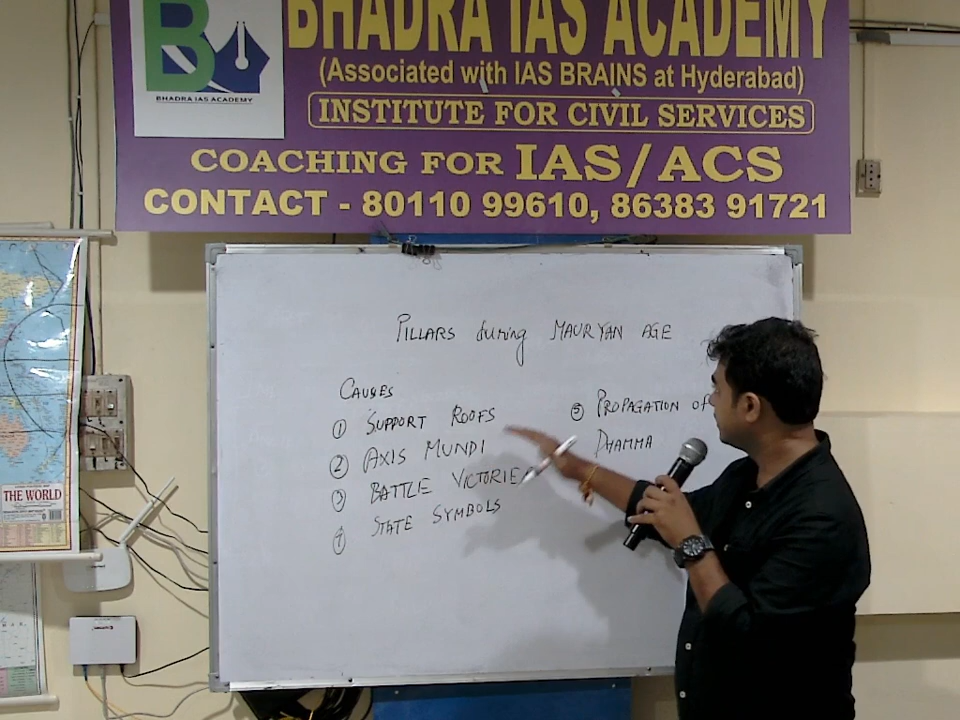 BHADRA IAS ACADEMY
BHADRA IAS ACADEMY
(Associated with IAS BRAINS at Hyderabad)
INSTITUTE FOR CIVIL SERVICES
COACHING FOR IAS/ACS
CONTACT - 80110 99610, 86383 91721
PILLARS during MAURYAN AGE
CAUSES
① SUPPORT ROOFS
② AXIS MUNDI
③ BATTLE VICTORIES
④ STATE SYMBOLS
⑤ PROPAGATION OF
DHAMMA
THE WORLD